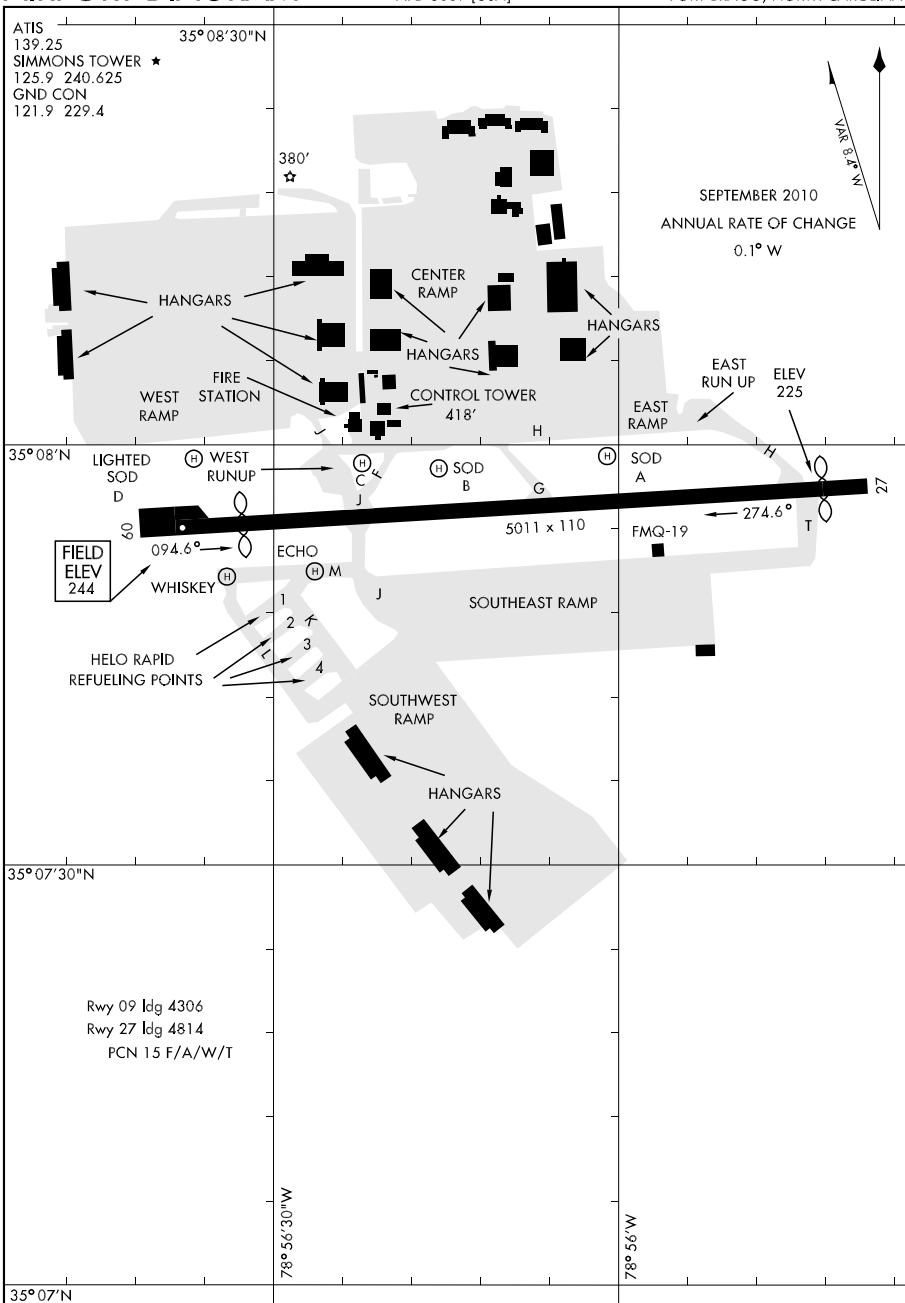 ATIS
139.25
SIMMONS TOWER ★
125.9 240.625
GND CON
121.9 229.4
35° 08'30"N
380'
VAR 8.4° W
SEPTEMBER 2010
ANNUAL RATE OF CHANGE
0.1° W
HANGARS
CENTER
RAMP
HANGARS
HANGARS
FIRE
STATION
WEST
RAMP
CONTROL TOWER
418'
EAST
RUN UP
ELEV
225
EAST
RAMP
J
H
H
35° 08'N
LIGHTED
SOD
D
H
WEST
RUNUP
H
C
F
J
H
SOD
B
G
H
SOD
A
27
09
094.6°
5011 x 110
274.6°
T
FMQ-19
FIELD
ELEV
244
ECHO
WHISKEY
H
H
M
J
SOUTHEAST RAMP
1
2
K
3
4
L
HELO RAPID
REFUELING POINTS
SOUTHWEST
RAMP
HANGARS
35° 07'30"N
Rwy 09 ldg 4306
Rwy 27 ldg 4814
PCN 15 F/A/W/T
78° 56'30"W
78° 56'W
35° 07'N